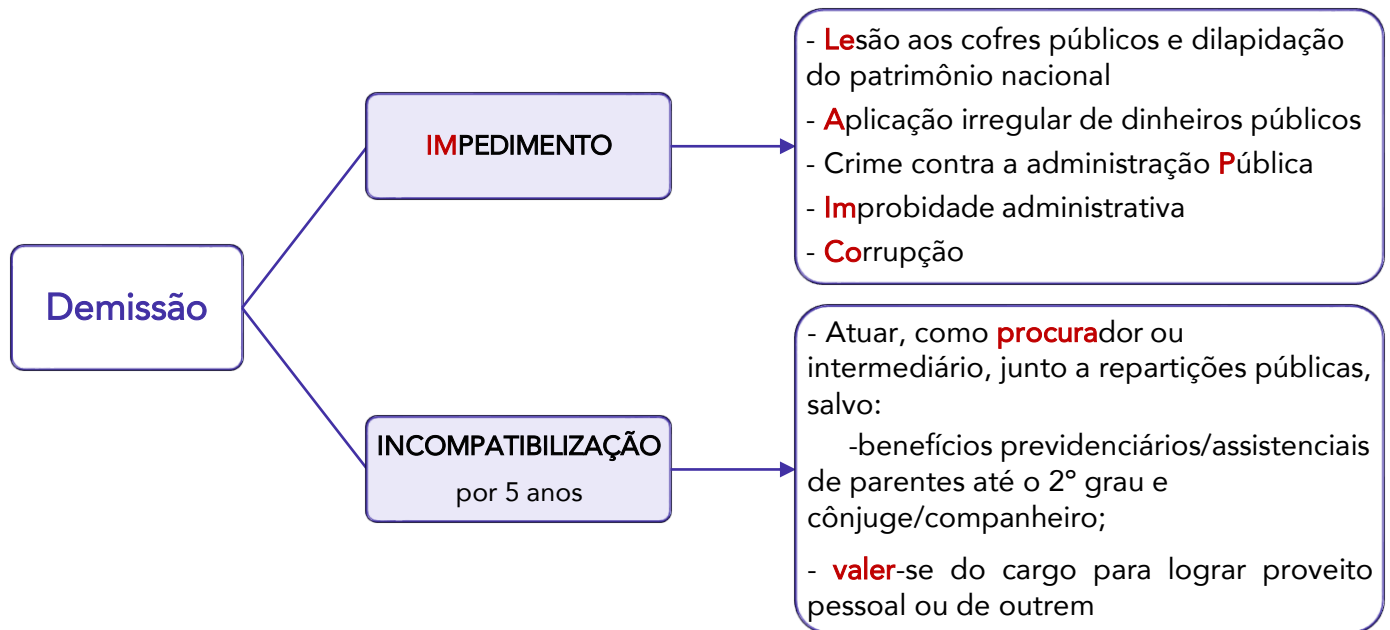 Demissão
IMPEDIMENTO
- Lesão aos cofres públicos e dilapidação
do patrimônio nacional
- Aplicação irregular de dinheiros públicos
- Crime contra a administração Pública
- Improbidade administrativa
- Corrupção
INCOMPATIBILIZAÇÃO
por 5 anos
- Atuar, como procurador ou
intermediário, junto a repartições públicas,
salvo:
-benefícios previdenciários/assistenciais
de parentes até o 2º grau e
cônjuge/companheiro;
- valer-se do cargo para lograr proveito
pessoal ou de outrem